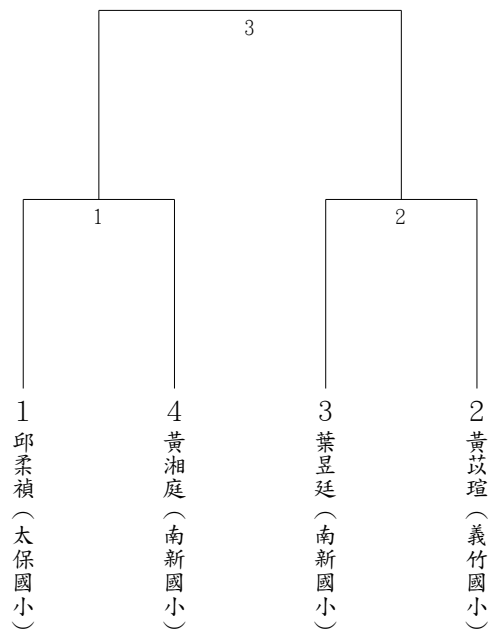 3
1
2
1 邱柔禎(太保國小)
4 黃湘庭(南新國小)
3 葉昱廷(南新國小)
2 黃苡瑄(義竹國小)